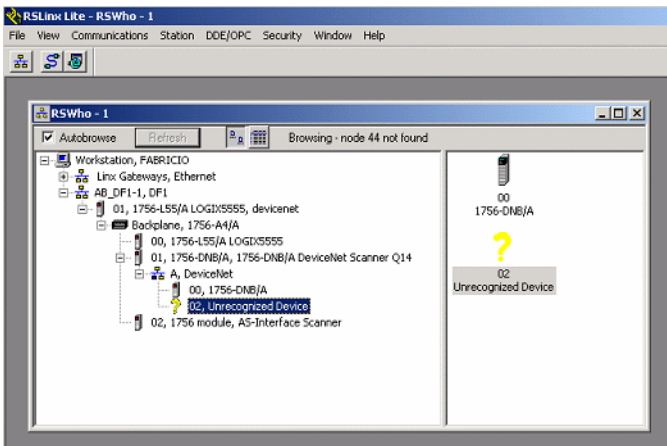 RSLinx Lite - RSWho - 1
File View Communications Station DDE/OPC Security Window Help
RSWho - 1
Autobrowse Refresh Browsing - node 44 not found
Workstation, FABRICIO
Linx Gateways, Ethernet
AB_DF1-1, DF1
01, 1756-L55/A LOGIX5555, devicenet
Backplane, 1756-A4/A
00, 1756-L55/A LOGIX5555
01, 1756-DNB/A, 1756-DNB/A DeviceNet Scanner Q14
A, DeviceNet
00, 1756-DNB/A
02, Unrecognized Device
02, 1756 module, AS-Interface Scanner
00
1756-DNB/A
02
Unrecognized Device